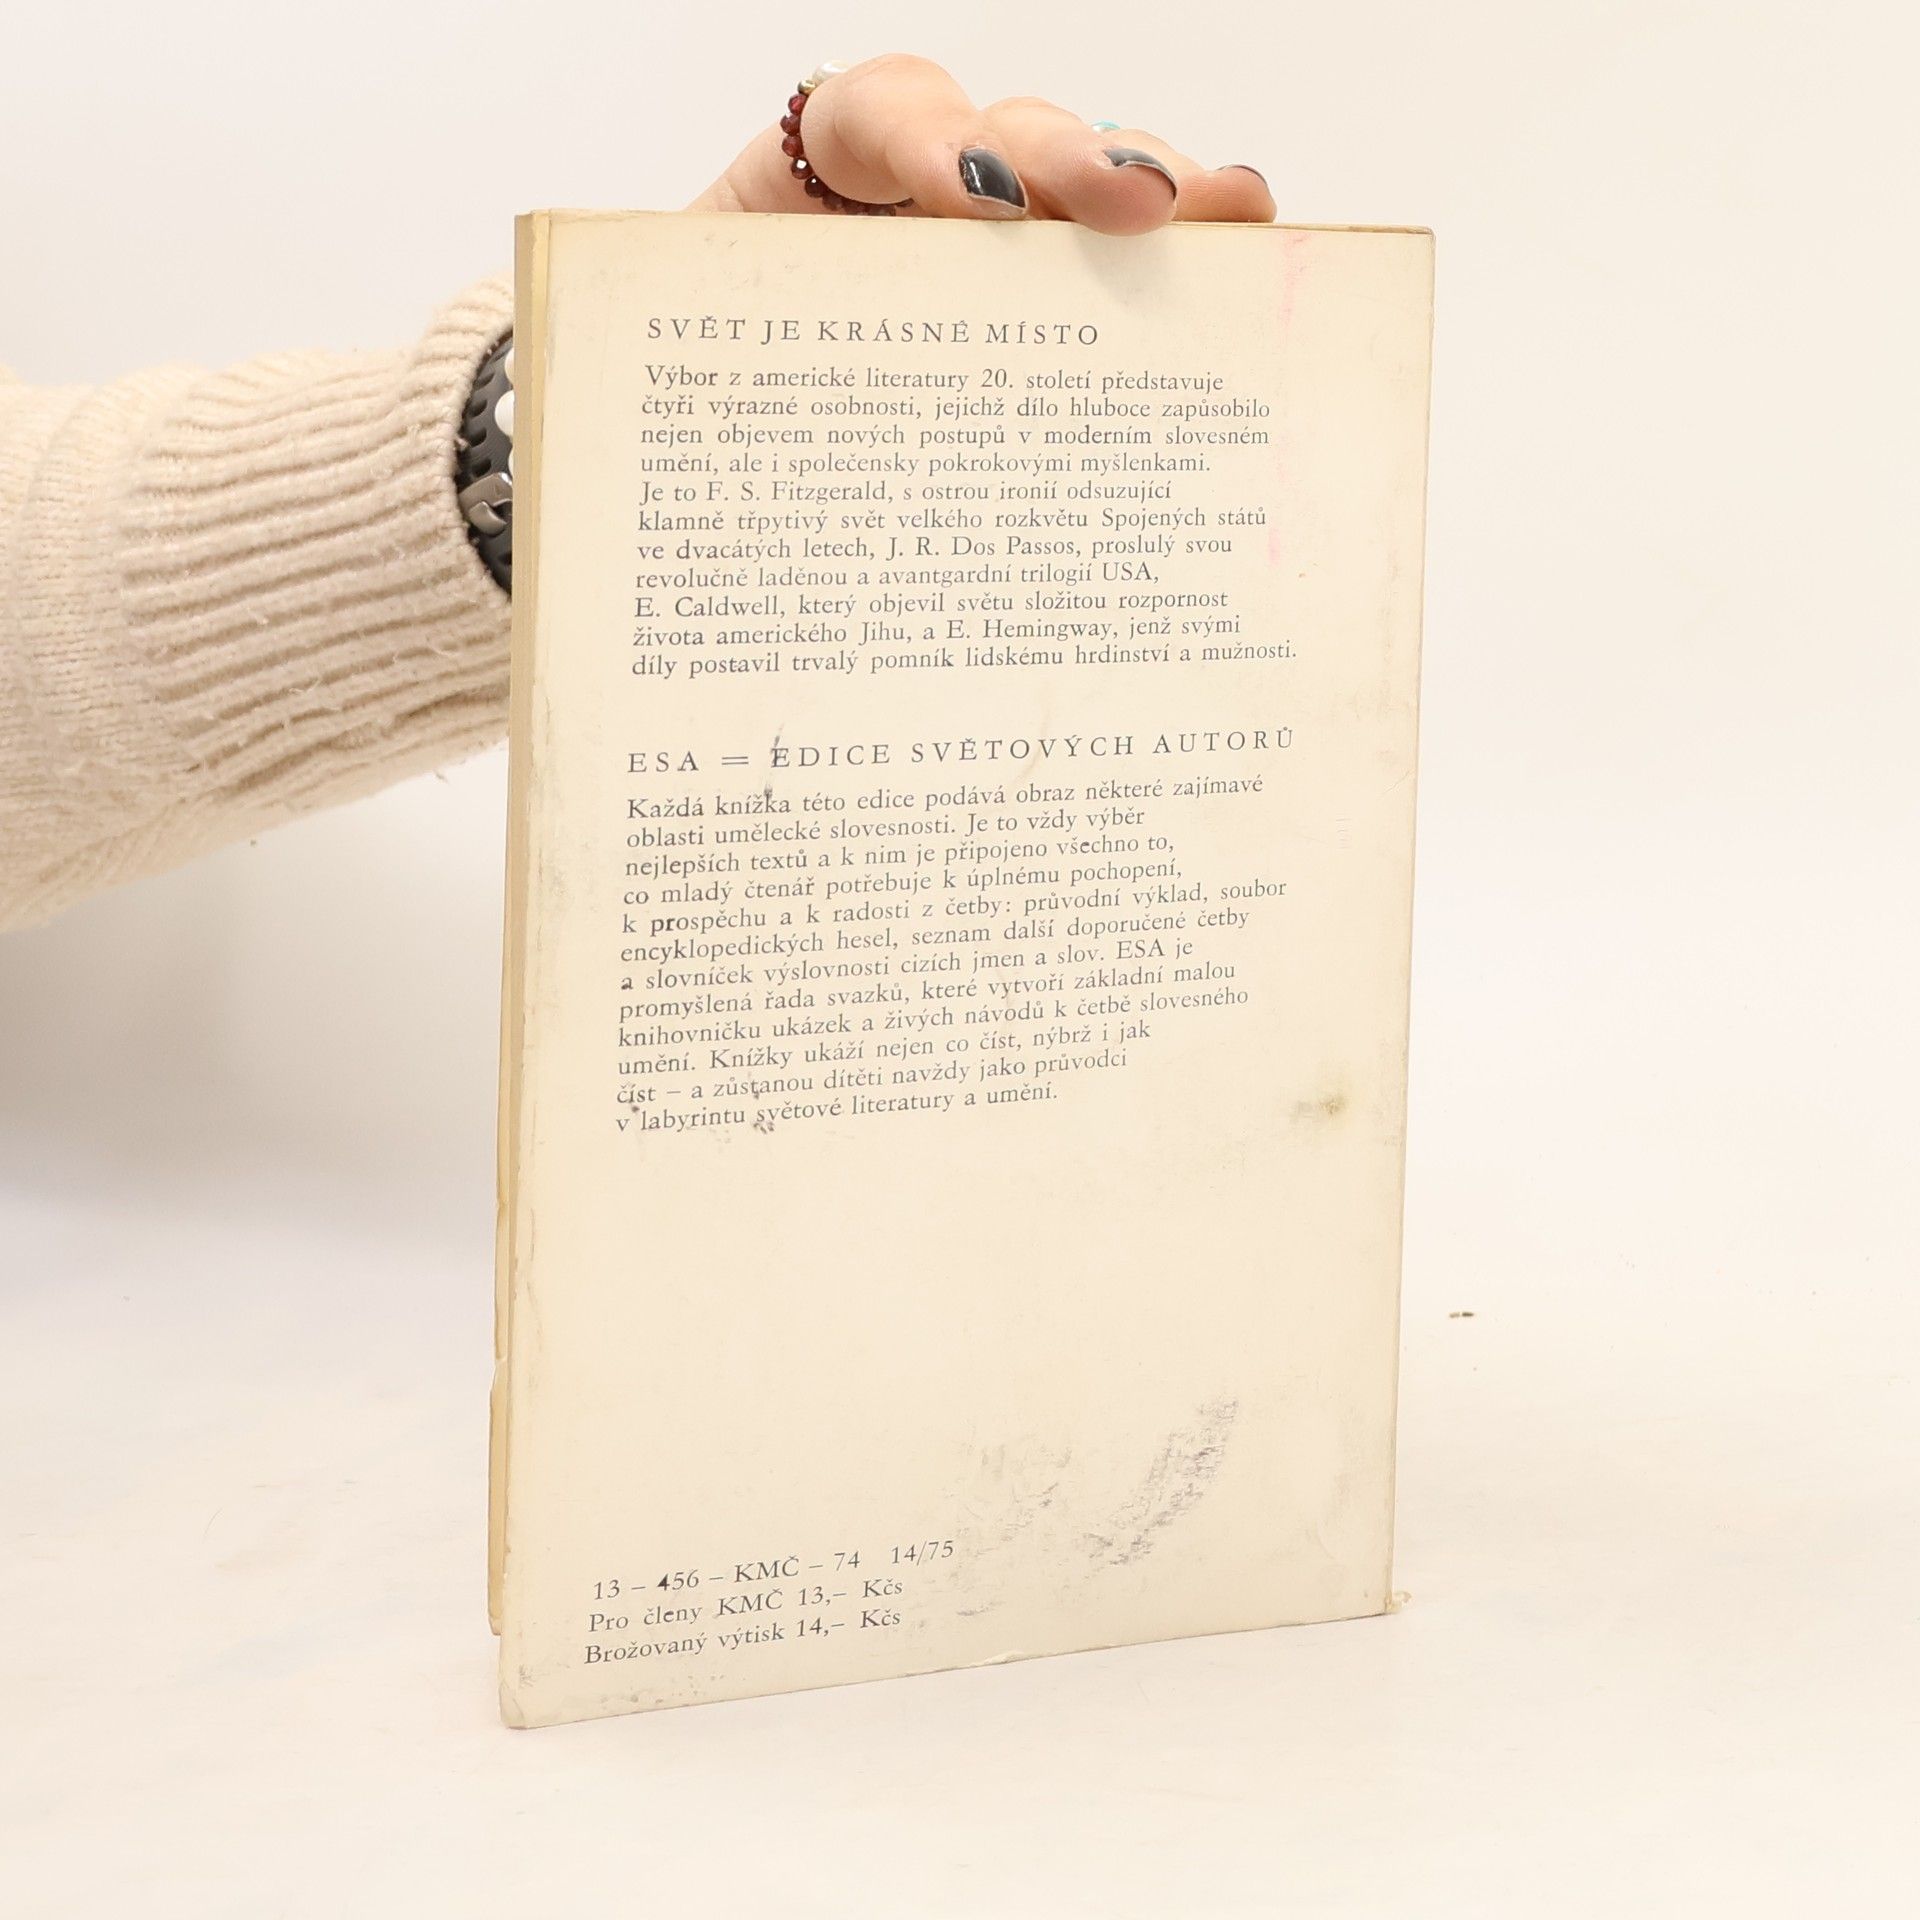 SVĚT JE KRÁSNÉ MÍSTO
Výbor z americké literatury 20. století představuje
čtyři výrazné osobnosti, jejichž dílo hluboce zapůsobilo
nejen objevem nových postupů v moderním slovesném
umění, ale i společensky pokrokovými myšlenkami.
Je to F. S. Fitzgerald, s ostrou ironií odsuzující
klamně třpytivý svět velkého rozkvětu Spojených států
ve dvacátých letech, J. R. Dos Passos, proslulý svou
revolučně laděnou a avantgardní trilogií USA,
E. Caldwell, který objevil světu složitou rozpornost
života amerického Jihu, a E. Hemingway, jenž svými
díly postavil trvalý pomník lidskému hrdinství a mužnosti.
ESA = EDICE SVĚTOVÝCH AUTORŮ
Každá knížka této edice podává obraz některé zajímavé
oblasti umělecké slovesnosti. Je to vždy výběr
nejlepších textů a k nim je připojeno všechno to,
co mladý čtenář potřebuje k úplnému pochopení,
k prospěchu a k radosti z četby: průvodní výklad, soubor
encyklopedických hesel, seznam další doporučené četby
a slovníček výslovnosti cizích jmen a slov. ESA je
promyšlená řada svazků, které vytvoří základní malou
knihovničku ukázek a živých návodů k četbě slovesného
umění. Knížky ukáží nejen co číst, nýbrž i jak
číst – a zůstanou dítěti navždy jako průvodci
v labyrintu světové literatury a umění.
13 – 456 – KMČ – 74 14/75
Pro členy KMČ 13,– Kčs
Brožovaný výtisk 14,– Kčs